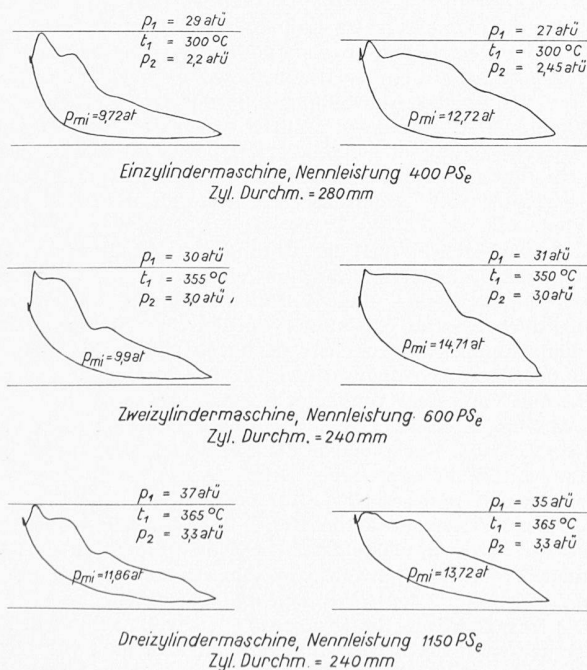 p₁ = 29 atü
t₁ = 300 °C
p₂ = 2,2 atü
pmi = 9,72 at
p₁ = 27 atü
t₁ = 300 °C
p₂ = 2,45 atü
pmi = 12,72 at
Einzylindermaschine, Nennleistung 400 PSe
Zyl. Durchm. = 280 mm
p₁ = 30 atü
t₁ = 355 °C
p₂ = 3,0 atü
pmi = 9,9 at
p₁ = 31 atü
t₁ = 350 °C
p₂ = 3,0 atü
pmi = 14,71 at
Zweizylindermaschine, Nennleistung 600 PSe
Zyl. Durchm. = 240 mm
p₁ = 37 atü
t₁ = 365 °C
p₂ = 3,3 atü
pmi = 11,86 at
p₁ = 35 atü
t₁ = 365 °C
p₂ = 3,3 atü
pmi = 13,72 at
Dreizylindermaschine, Nennleistung 1150 PSe
Zyl. Durchm. = 240 mm